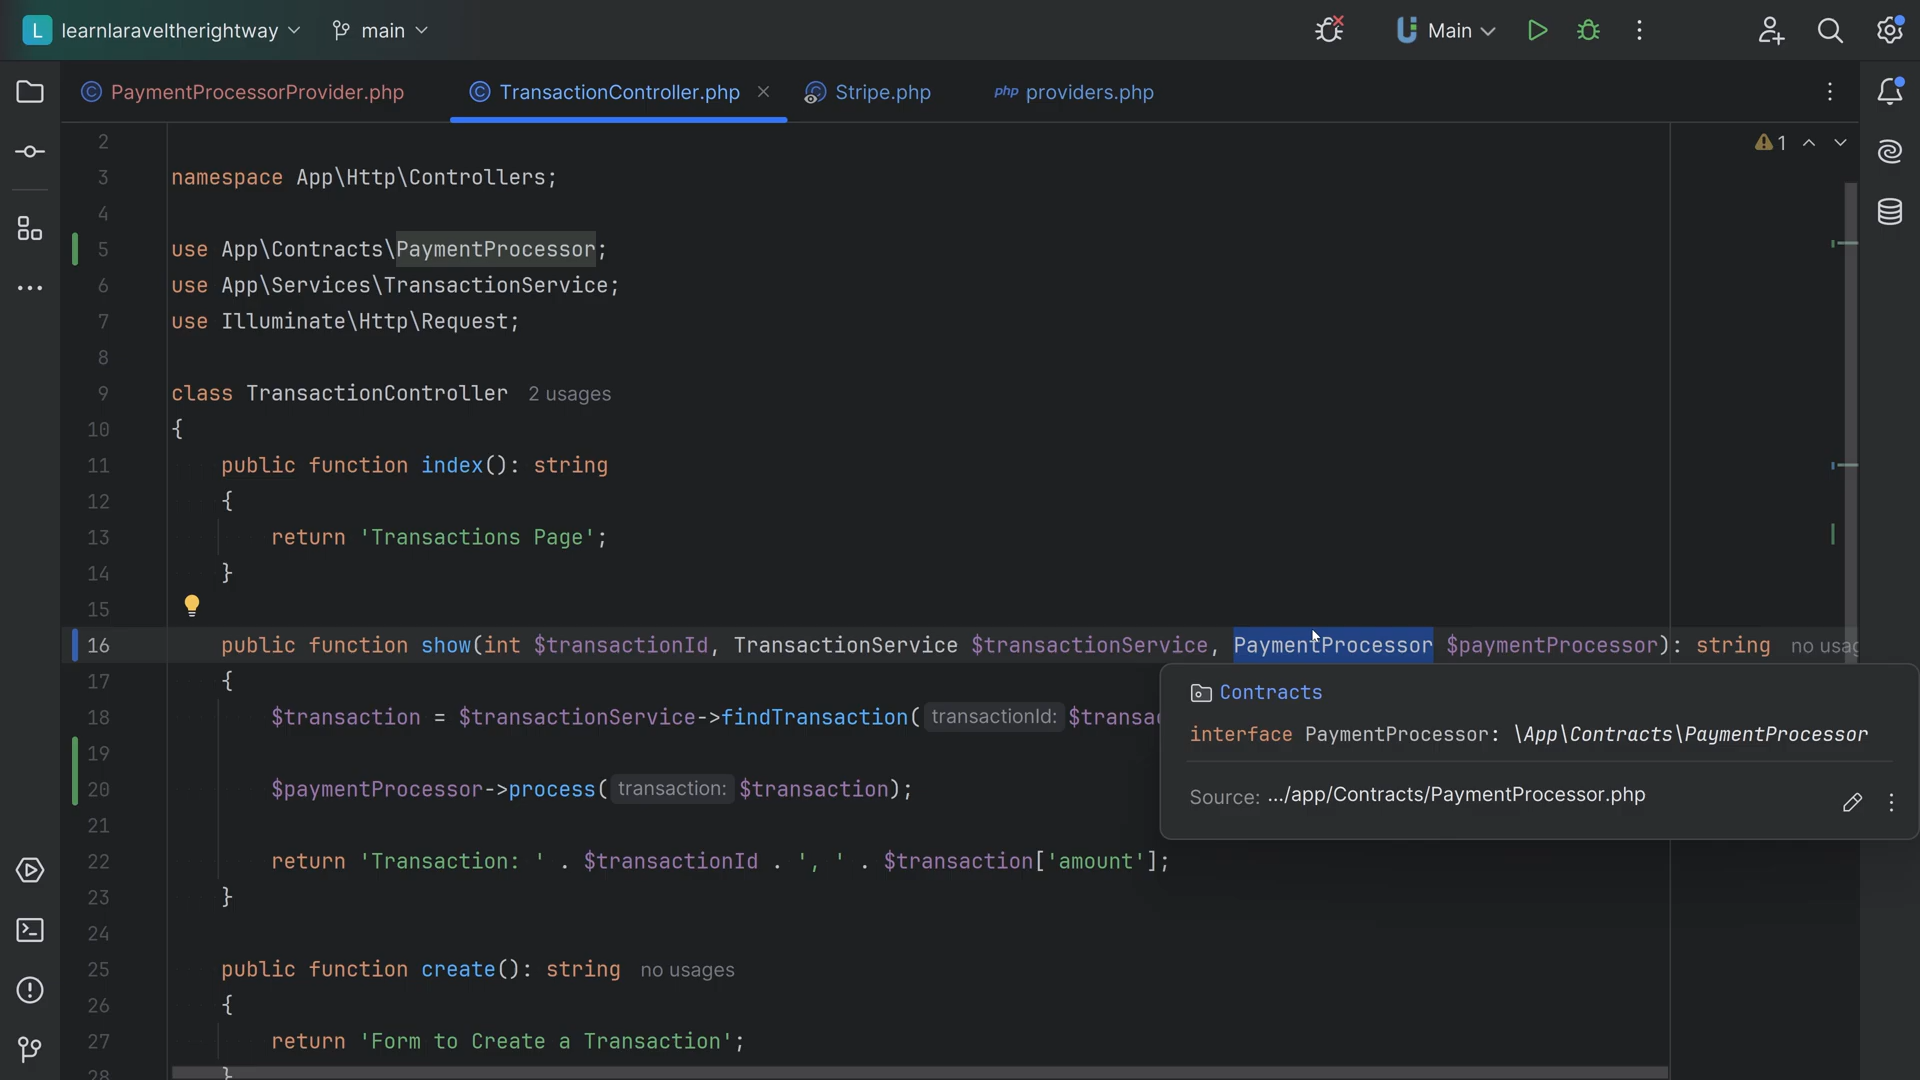 L learnlaraveltherightway main Main
PaymentProcessorProvider.php TransactionController.php Stripe.php php providers.php
2
1
3 namespace App\Http\Controllers;
4
5 use App\Contracts\PaymentProcessor;
6 use App\Services\TransactionService;
7 use Illuminate\Http\Request;
8
9 class TransactionController 2 usages
10 {
11 public function index(): string
12 {
13 return 'Transactions Page';
14 }
15
16 public function show(int $transactionId, TransactionService $transactionService, PaymentProcessor $paymentProcessor): string no usag
17 {
Contracts
18 $transaction = $transactionService->findTransaction( transactionId: $transac
interface PaymentProcessor: \App\Contracts\PaymentProcessor
19
20 $paymentProcessor->process( transaction: $transaction);
Source: .../app/Contracts/PaymentProcessor.php
21
22 return 'Transaction: ' . $transactionId . ', ' . $transaction['amount'];
23 }
24
25 public function create(): string no usages
26 {
27 return 'Form to Create a Transaction';
28 }